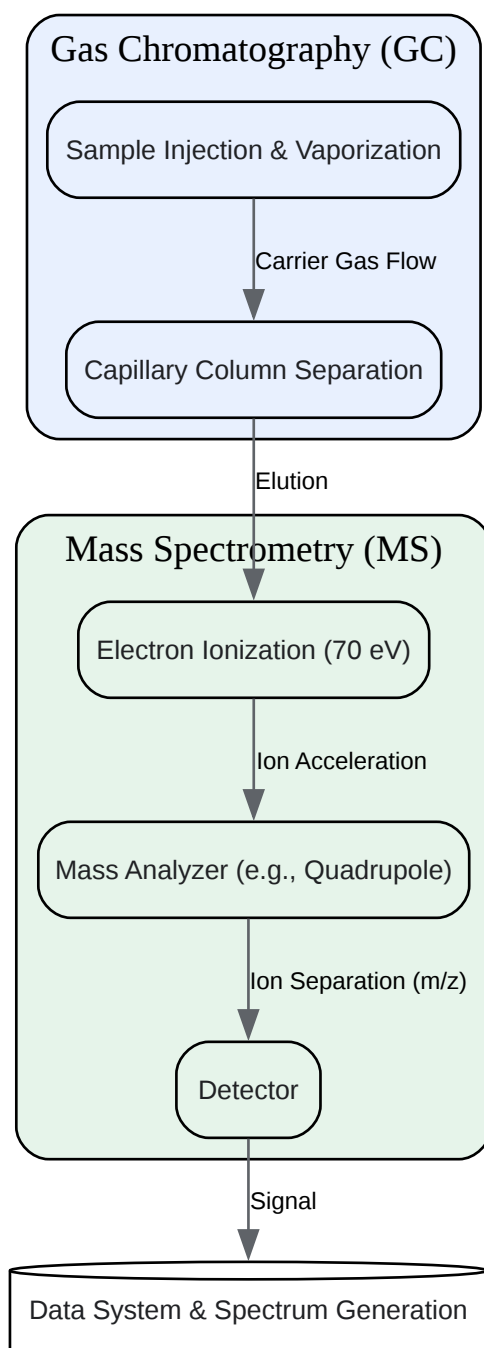 Gas Chromatography (GC)
Sample Injection & Vaporization
Carrier Gas Flow
Capillary Column Separation
Elution
Mass Spectrometry (MS)
Electron Ionization (70 eV)
Ion Acceleration
Mass Analyzer (e.g., Quadrupole)
Ion Separation (m/z)
Detector
Signal
Data System & Spectrum Generation